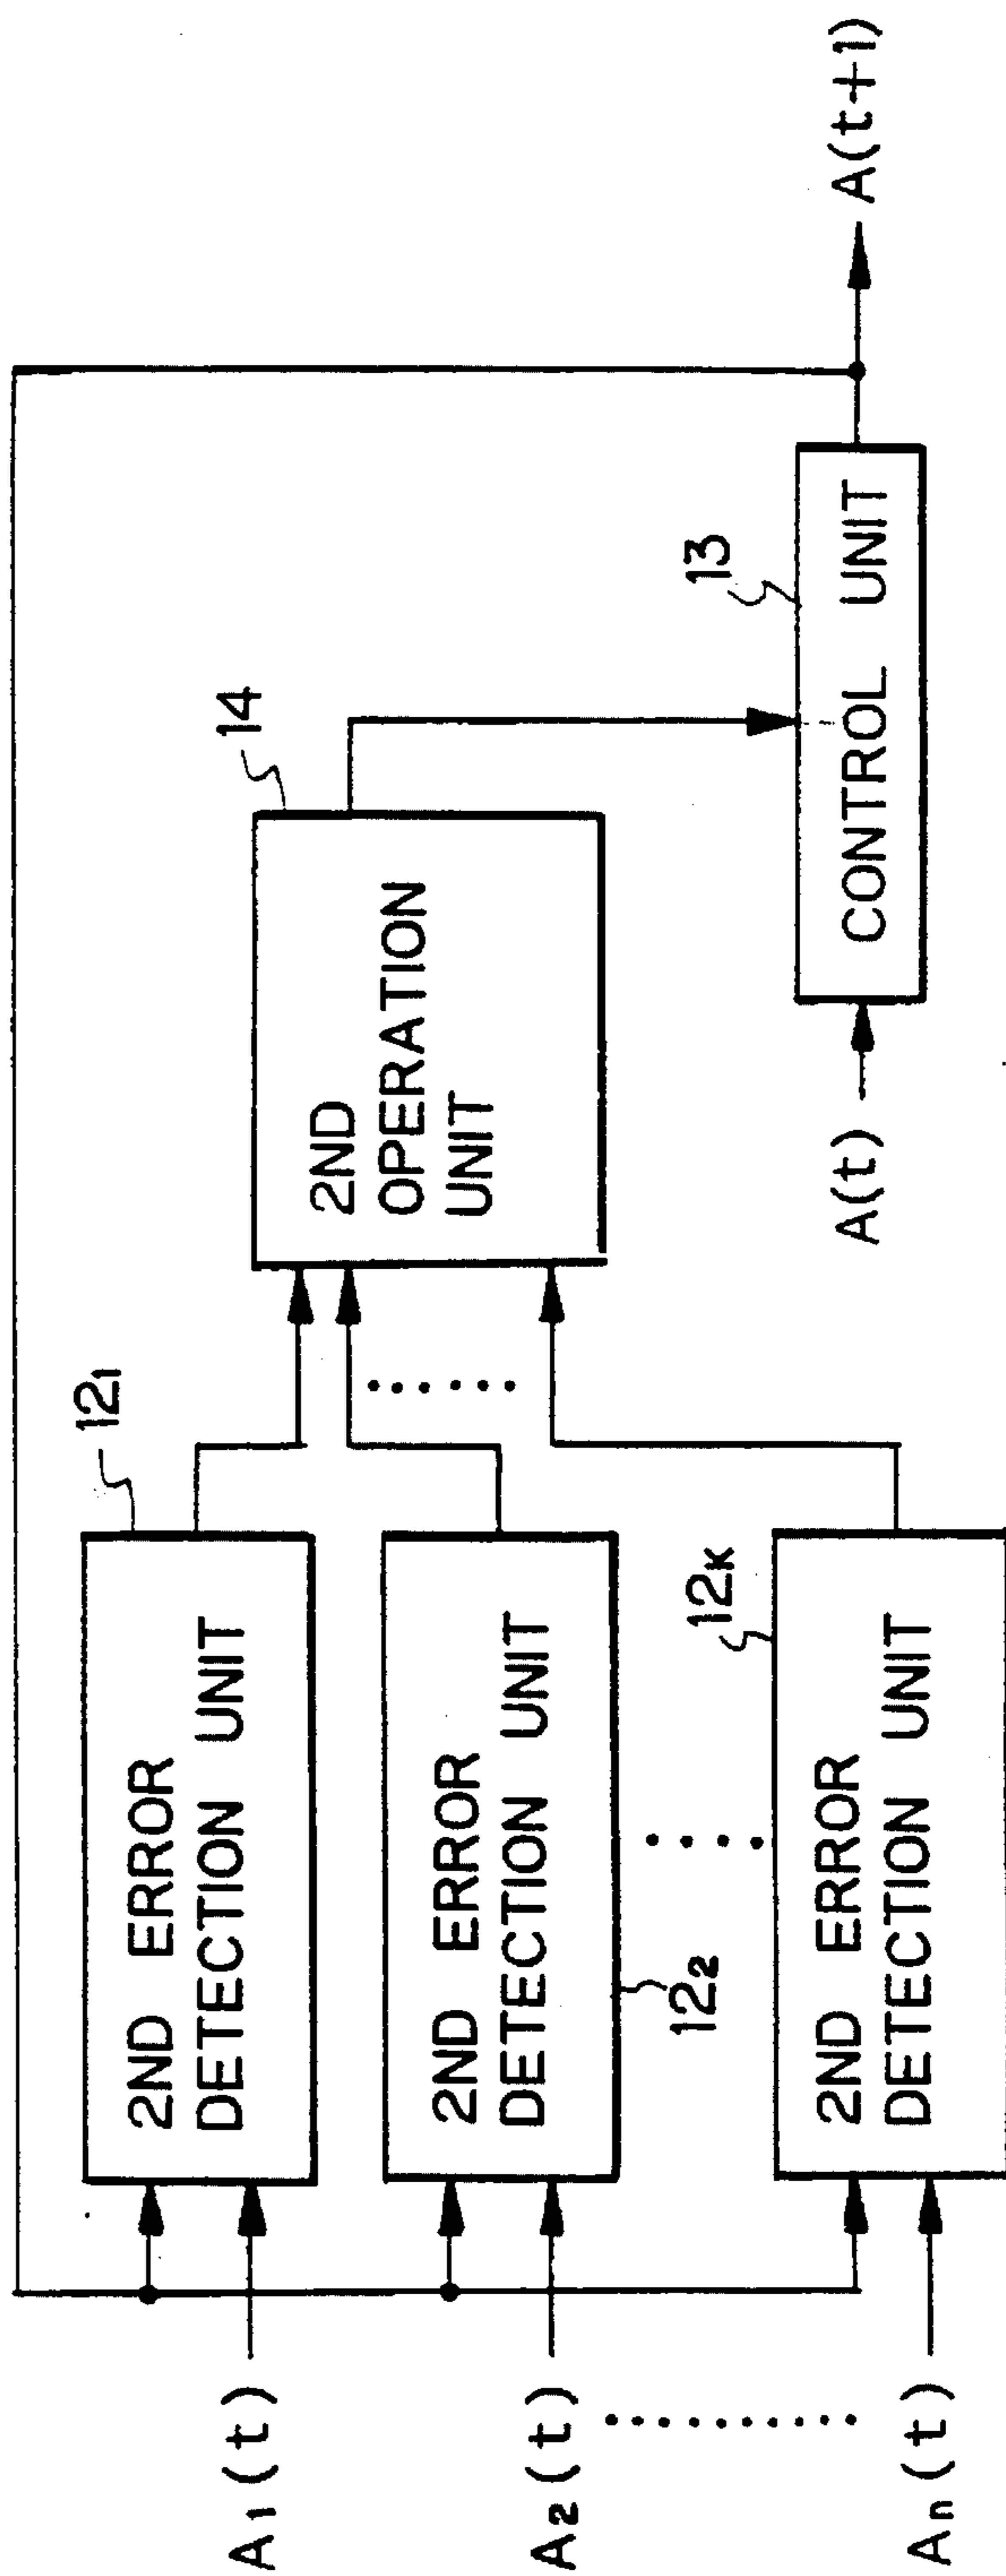 A1(t)
2ND ERROR
DETECTION UNIT
121
A2(t)
2ND ERROR
DETECTION UNIT
122
An(t)
2ND ERROR
DETECTION UNIT
12K
2ND
OPERATION
UNIT
14
A(t)
CONTROL UNIT
13
A(t+1)